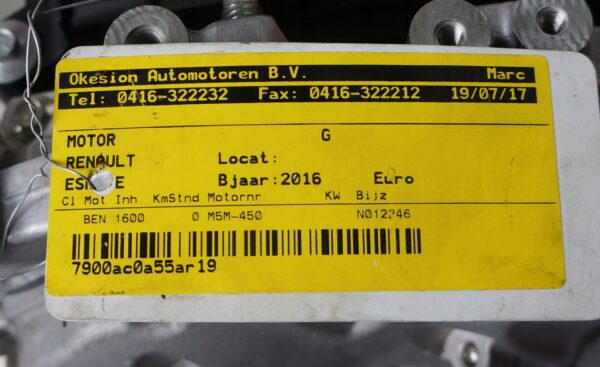 Okesion Automotoren B.V. Marc
Tel: 0416-322232 Fax: 0416-322212 19/07/17
MOTOR G
RENAULT Locat:
Bjaar: 2016 Euro
Cl Mot Inh KmStnd Motornr KW Bijz
BEN 1600 0 M5M-450 N012246
7900ac0a55ar19